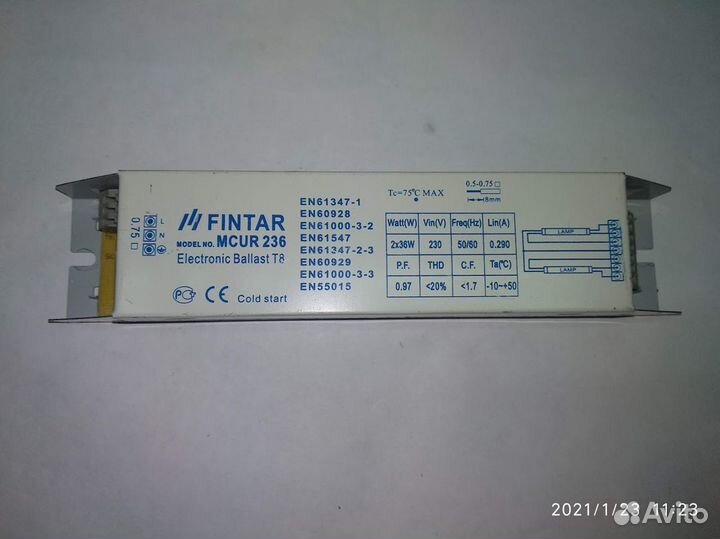 0.75
L
N
FINTAR
MODEL NO. MCUR 236
Electronic Ballast T8
CE Cold start
EN61347-1
EN60928
EN61000-3-2
EN61547
EN61347-2-3
EN60929
EN61000-3-3
EN55015
Tc=75°C MAX
0.5-0.75
8mm
Watt(W) Vin(V) Freq(Hz) Lin(A)
2x36W 230 50/60 0.290
P.F. THD C.F. Ta(°C)
0.97 <20% <1.7 -10~+50
LAMP
LAMP
2021/1/23 11:23
Avito